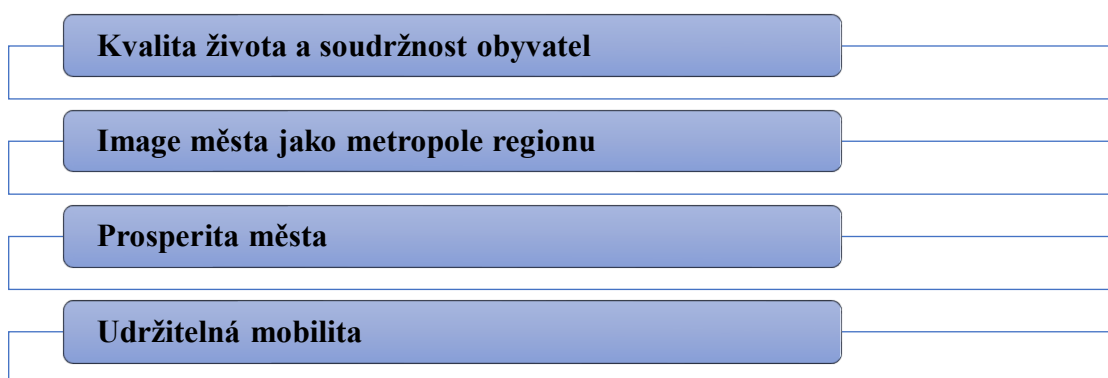 Kvalita života a soudržnost obyvatel
Image města jako metropole regionu
Prosperita města
Udržitelná mobilita